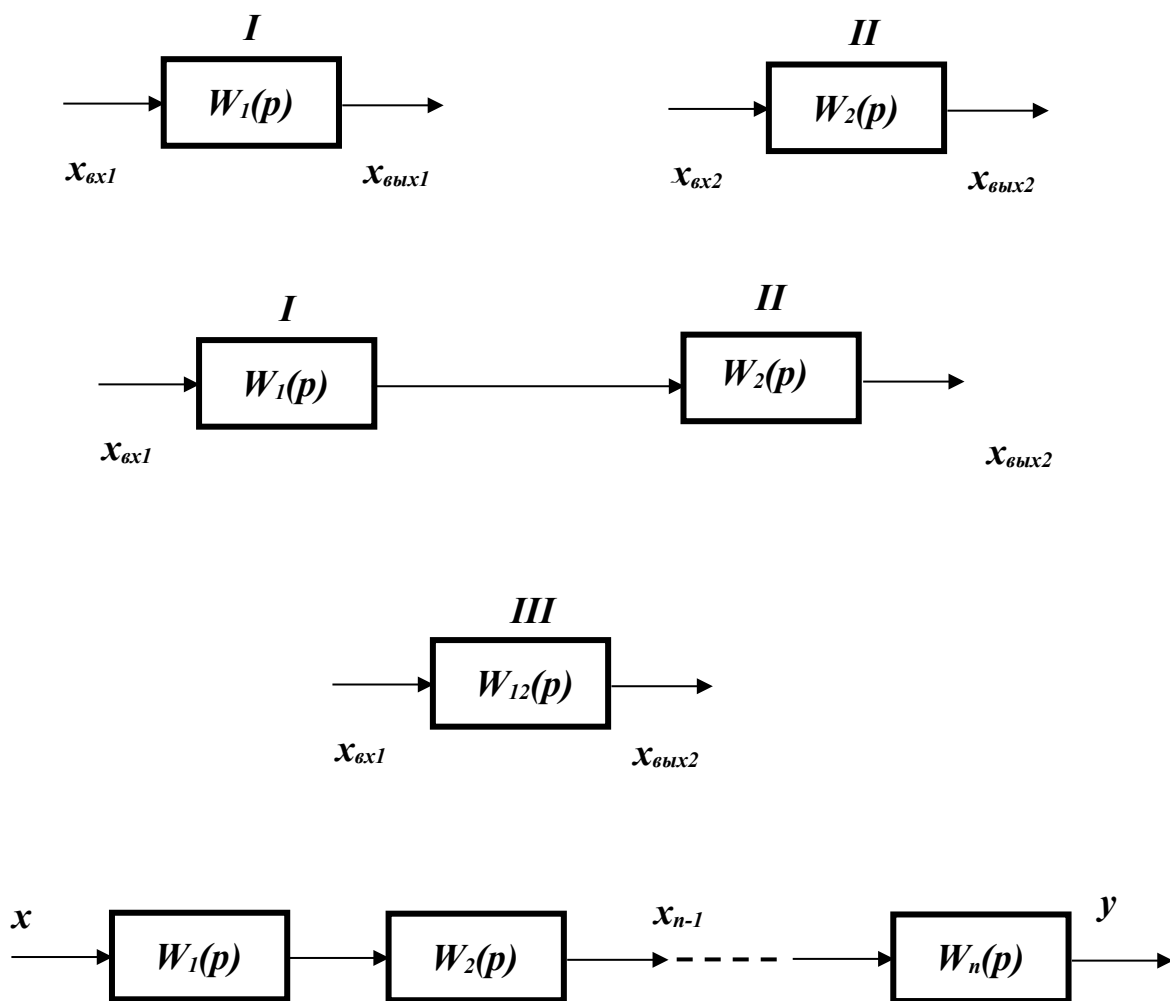 I II
W₁(p) W₂(p)
xвх1 xвых1 xвх2 xвых2
I II
W₁(p) W₂(p)
xвх1 xвых2
III
W₁₂(p)
xвх1 xвых2
x xn-1 y
W₁(p) W₂(p) Wn(p)